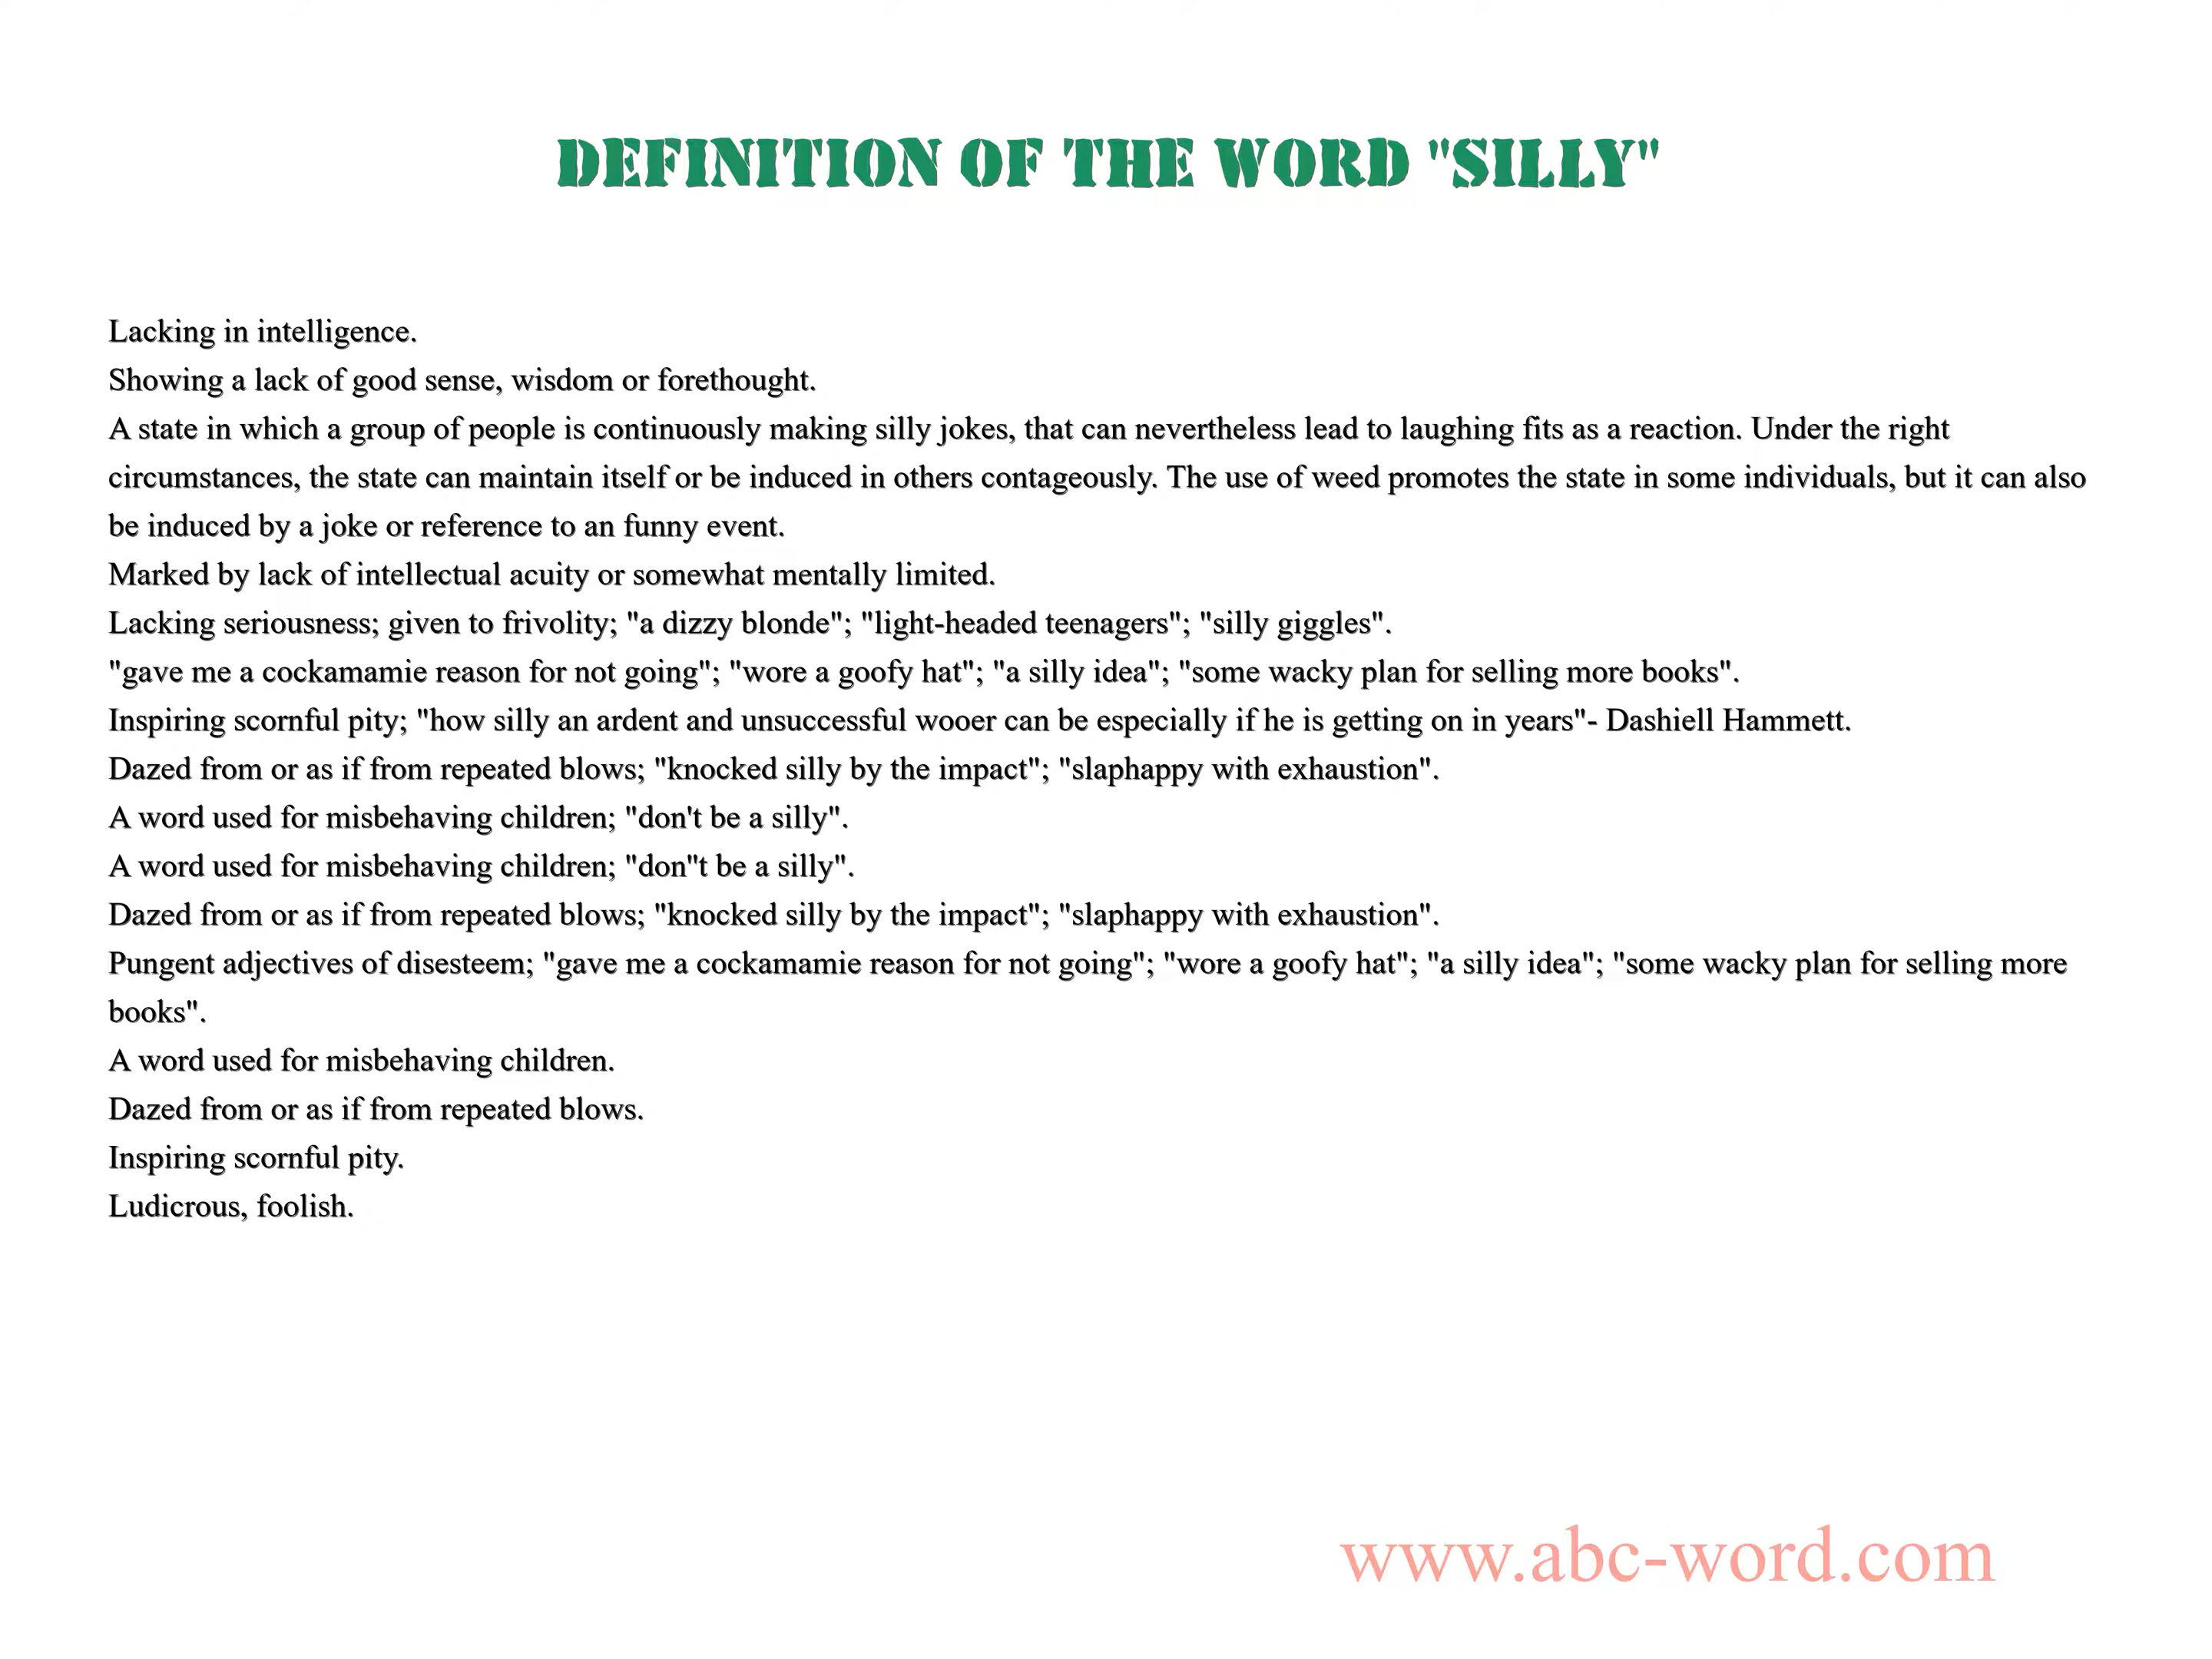 DEFINITION OF THE WORD "SILLY"
Lacking in intelligence.
Showing a lack of good sense, wisdom or forethought.
A state in which a group of people is continuously making silly jokes, that can nevertheless lead to laughing fits as a reaction. Under the right
circumstances, the state can maintain itself or be induced in others contageously. The use of weed promotes the state in some individuals, but it can also
be induced by a joke or reference to an funny event.
Marked by lack of intellectual acuity or somewhat mentally limited.
Lacking seriousness; given to frivolity; "a dizzy blonde"; "light-headed teenagers"; "silly giggles".
"gave me a cockamamie reason for not going"; "wore a goofy hat"; "a silly idea"; "some wacky plan for selling more books".
Inspiring scornful pity; "how silly an ardent and unsuccessful wooer can be especially if he is getting on in years"- Dashiell Hammett.
Dazed from or as if from repeated blows; "knocked silly by the impact"; "slaphappy with exhaustion".
A word used for misbehaving children; "don't be a silly".
A word used for misbehaving children; "don"t be a silly".
Dazed from or as if from repeated blows; "knocked silly by the impact"; "slaphappy with exhaustion".
Pungent adjectives of disesteem; "gave me a cockamamie reason for not going"; "wore a goofy hat"; "a silly idea"; "some wacky plan for selling more
books".
A word used for misbehaving children.
Dazed from or as if from repeated blows.
Inspiring scornful pity.
Ludicrous, foolish.
www.abc-word.com